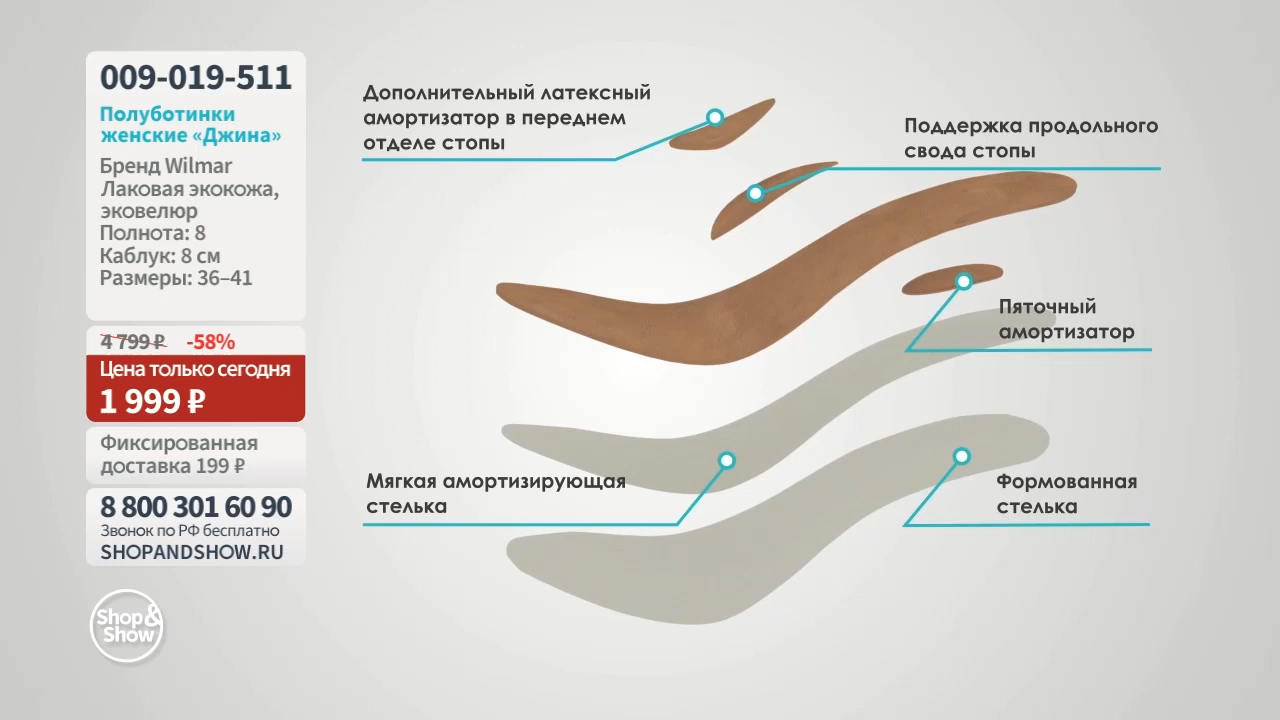 009-019-511
Полуботинки
женские «Джина»
Бренд Wilmar
Лаковая экокожа,
эковелюр
Полнота: 8
Каблук: 8 см
Размеры: 36–41
4 799 ₽ -58%
Цена только сегодня
1 999 ₽
Фиксированная
доставка 199 ₽
8 800 301 60 90
Звонок по РФ бесплатно
SHOPANDSHOW.RU
Shop&
Show
Дополнительный латексный
амортизатор в переднем
отделе стопы
Поддержка продольного
свода стопы
Пяточный
амортизатор
Мягкая амортизирующая
стелька
Формованная
стелька